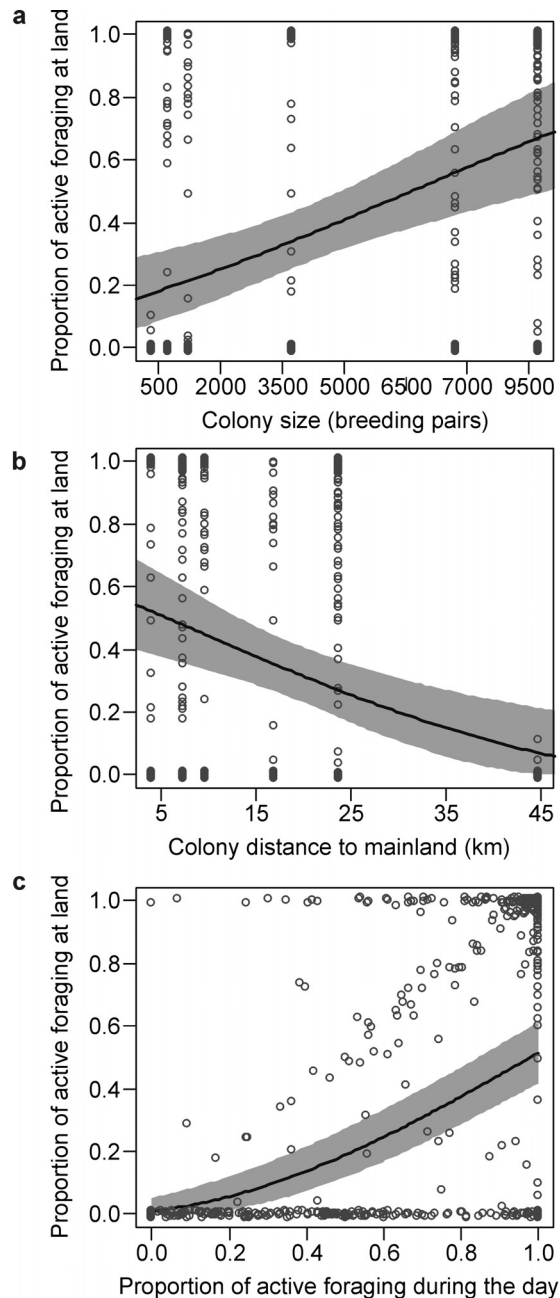 a
Proportion of active foraging at land
1.0
0.8
0.6
0.4
0.2
0.0
500 2000 3500 5000 6500 7000 9500
Colony size (breeding pairs)
b
Proportion of active foraging at land
1.0
0.8
0.6
0.4
0.2
0.0
5 15 25 35 45
Colony distance to mainland (km)
c
Proportion of active foraging at land
1.0
0.8
0.6
0.4
0.2
0.0
0.0 0.2 0.4 0.6 0.8 1.0
Proportion of active foraging during the day